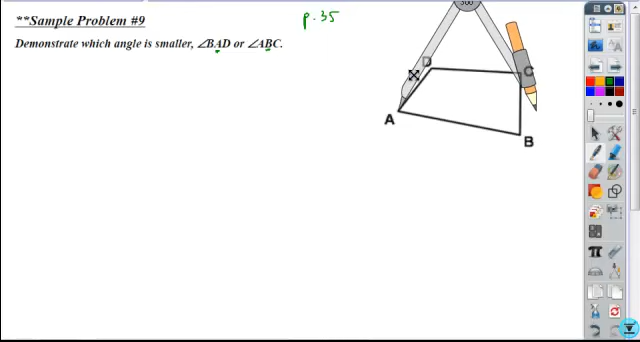 **Sample Problem #9
p. 35
Demonstrate which angle is smaller, ∠BAD or ∠ABC.
D
C
A
B